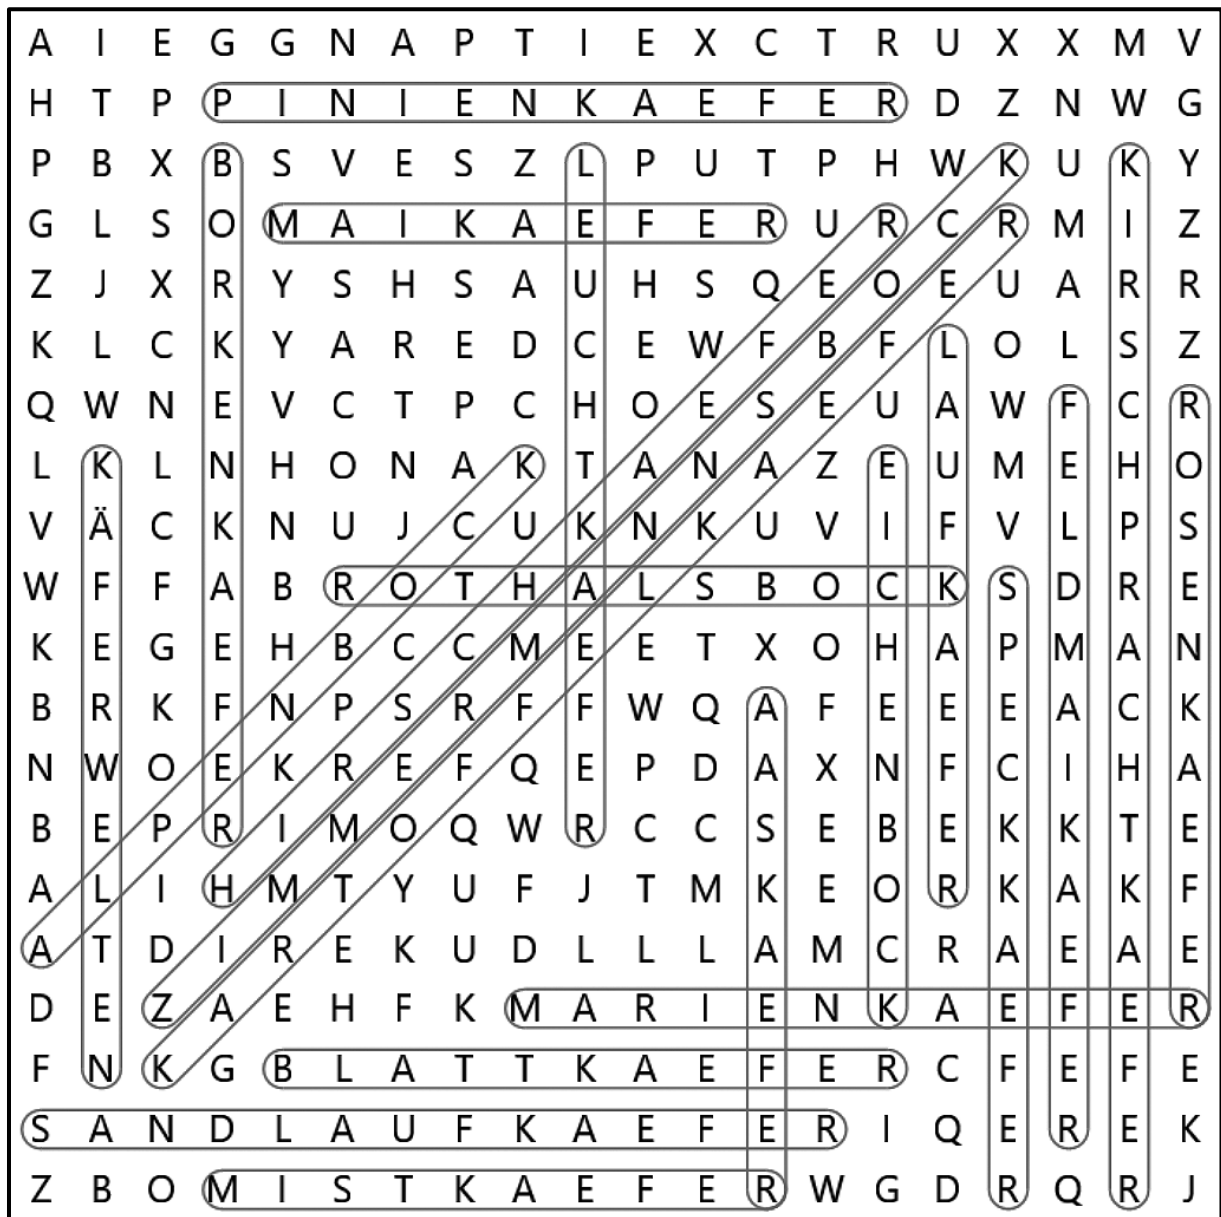 A I E G G N A P T I E X C T R U X X M V
H T P P I N I E N K A E F E R D Z N W G
P B X B S V E S Z L P U T P H W K U K Y
G L S O M A I K A E F E R U R C R M I Z
Z J X R Y S H S A U H S Q E O E U A R R
K L C K Y A R E D C E W F B F L O L S Z
Q W N E V C T P C H O E S E U A W F C R
L K L N H O N A K T A N A Z E U M E H O
V Ä C K N U J C U K N K U V I F V L P S
W F F A B R O T H A L S B O C K S D R E
K E G E H B C C M E E T X O H A P M A N
B R K F N P S R F F W Q A F E E E A C K
N W O E K R E F Q E P D A X N F C I H A
B E P R I M O Q W R C C S E B E K K T E
A L I H M T Y U F J T M K E O R K A K F
A T D I R E K U D L L L A M C R A E A E
D E Z A E H F K M A R I E N K A E F E R
F N K G B L A T T K A E F E R C F E F E
S A N D L A U F K A E F E R I Q E R E K
Z B O M I S T K A E F E R W G D R Q R J